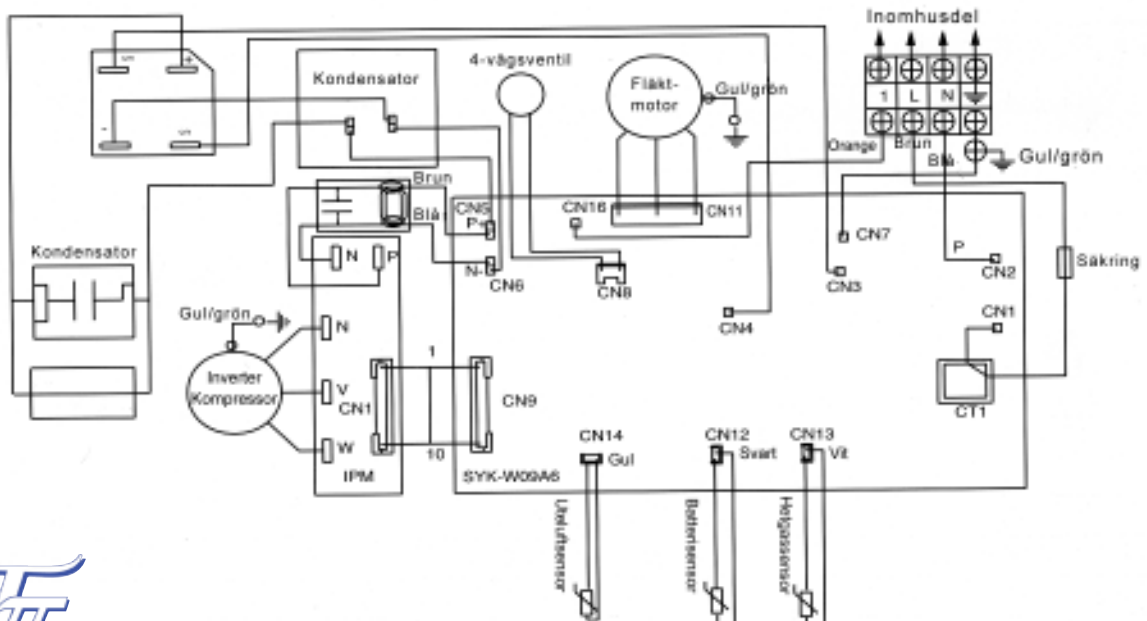 Inomhusdel
1 L N
Orange
Brun
Blå
Gul/grön
4-vägsventil
Kondensator
Fläkt-
motor
Gul/grön
+
-
Brun
Blå
CN5
P+
N-
CN6
CN16
CN11
CN8
CN7
CN3
CN4
P
CN2
Säkring
CN1
CT1
Kondensator
Gul/grön
N P
Inverter
Kompressor
N
V
W
CN1
IPM
1
10
CN9
SYK-W09A6
CN14
Gul
CN12
Svart
CN13
Vit
Uteluftsensor
Batterisensor
Hetgassensor